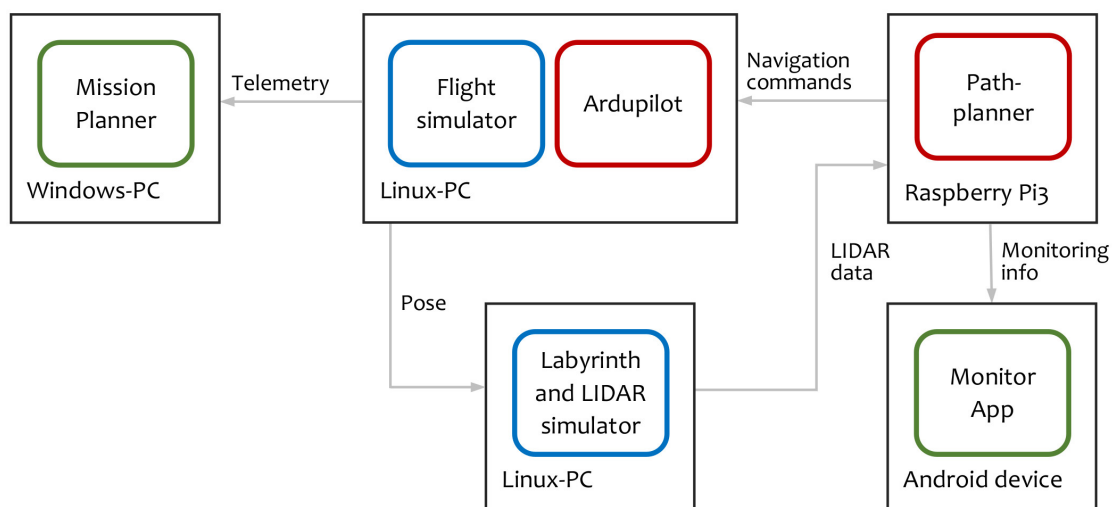 Mission
Planner
Windows-PC
Telemetry
Flight
simulator
Ardupilot
Linux-PC
Navigation
commands
Path-
planner
Raspberry Pi3
Pose
LIDAR
data
Monitoring
info
Labyrinth
and LIDAR
simulator
Linux-PC
Monitor
App
Android device